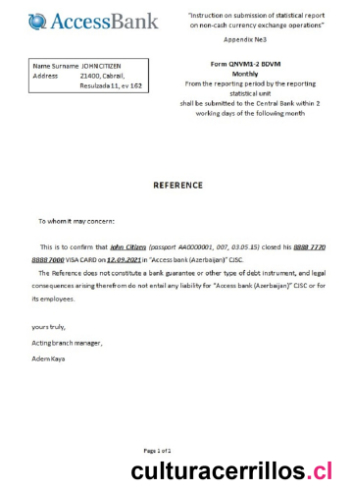 AccessBank
"Instruction on submission of statistical report
on non-cash currency exchange operations"
Appendix №3
Name Surname JOHN CITIZEN
Address 21400, Cabrail,
Resulzada 11, ev 162
Form QNVM1-2 BDVM
Monthly
From the reporting period by the reporting
statistical unit
shall be submitted to the Central Bank within 2
working days of the following month
REFERENCE
To whom it may concern:
This is to confirm that John Citizen (passport AA0000001, 007, 03.05.15) closed his 8888 7770
8888 7000 VISA CARD on 12.09.2021 in "Access bank (Azerbaijan)" CJSC.
The Reference does not constitute a bank guarantee or other type of debt instrument, and legal
consequences arising therefrom do not entail any liability for "Access bank (Azerbaijan)" CJSC or for
its employees.
yours truly,
Acting branch manager,
Adem Kaya
Page 1 of 1
culturacerrillos.cl